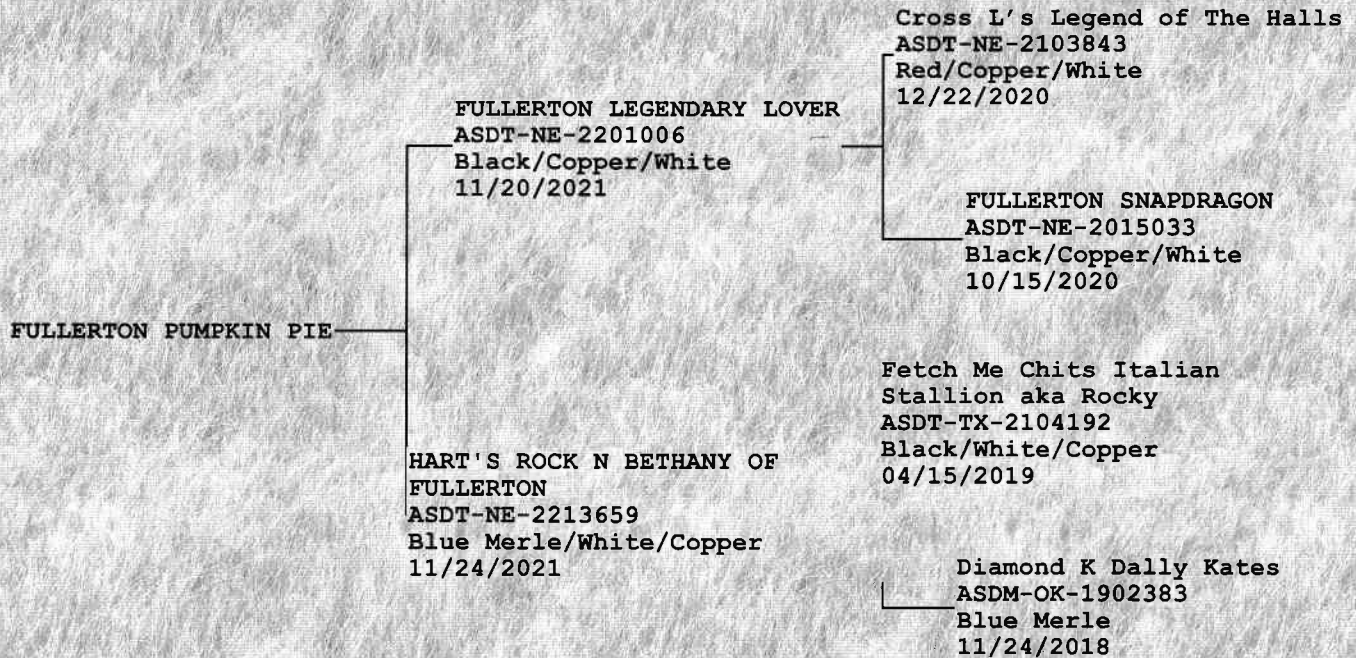 Cross L's Legend of The Halls
ASDT-NE-2103843
Red/Copper/White
12/22/2020
FULLERTON LEGENDARY LOVER
ASDT-NE-2201006
Black/Copper/White
11/20/2021
FULLERTON SNAPDRAGON
ASDT-NE-2015033
Black/Copper/White
10/15/2020
FULLERTON PUMPKIN PIE
Fetch Me Chits Italian
Stallion aka Rocky
ASDT-TX-2104192
Black/White/Copper
04/15/2019
HART'S ROCK N BETHANY OF
FULLERTON
ASDT-NE-2213659
Blue Merle/White/Copper
11/24/2021
Diamond K Dally Kates
ASDM-OK-1902383
Blue Merle
11/24/2018